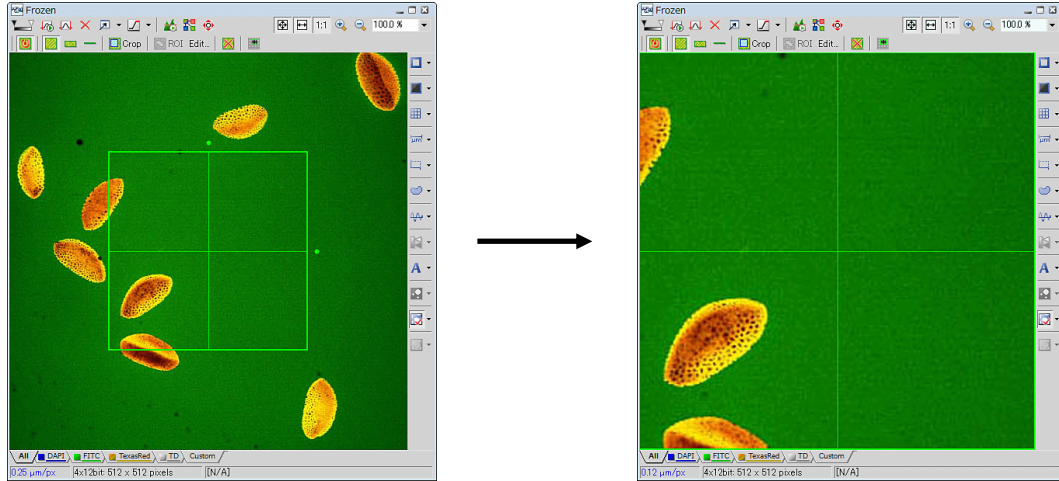 Frozen
1:1 100.0 %
Crop ROI Edit...
µm
A
All DAPI FITC TexasRed TD Custom
0.25 µm/px 4x12bit: 512 x 512 pixels [N/A]
Frozen
1:1 100.0 %
Crop ROI Edit...
µm
A
All DAPI FITC TexasRed TD Custom
0.12 µm/px 4x12bit: 512 x 512 pixels [N/A]